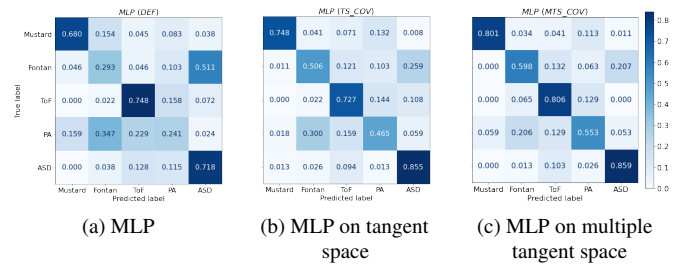 MLP (DEF) MLP (TS_COV) MLP (MTS_COV)
True label
Mustard 0.680 0.154 0.045 0.083 0.038
Fontan 0.046 0.293 0.046 0.103 0.511
ToF 0.000 0.022 0.748 0.158 0.072
PA 0.159 0.347 0.229 0.241 0.024
ASD 0.000 0.038 0.128 0.115 0.718
Mustard Fontan ToF PA ASD
Predicted label
0.748 0.041 0.071 0.132 0.008
0.011 0.506 0.121 0.103 0.259
0.000 0.022 0.727 0.144 0.108
0.018 0.300 0.159 0.465 0.059
0.013 0.026 0.094 0.013 0.855
Mustard Fontan ToF PA ASD
Predicted label
0.801 0.034 0.041 0.113 0.011
0.000 0.598 0.132 0.063 0.207
0.000 0.065 0.806 0.129 0.000
0.059 0.206 0.129 0.553 0.053
0.000 0.013 0.103 0.026 0.859
Mustard Fontan ToF PA ASD
Predicted label
0.8
0.7
0.6
0.5
0.4
0.3
0.2
0.1
0.0
(a) MLP
(b) MLP on tangent
space
(c) MLP on multiple
tangent space